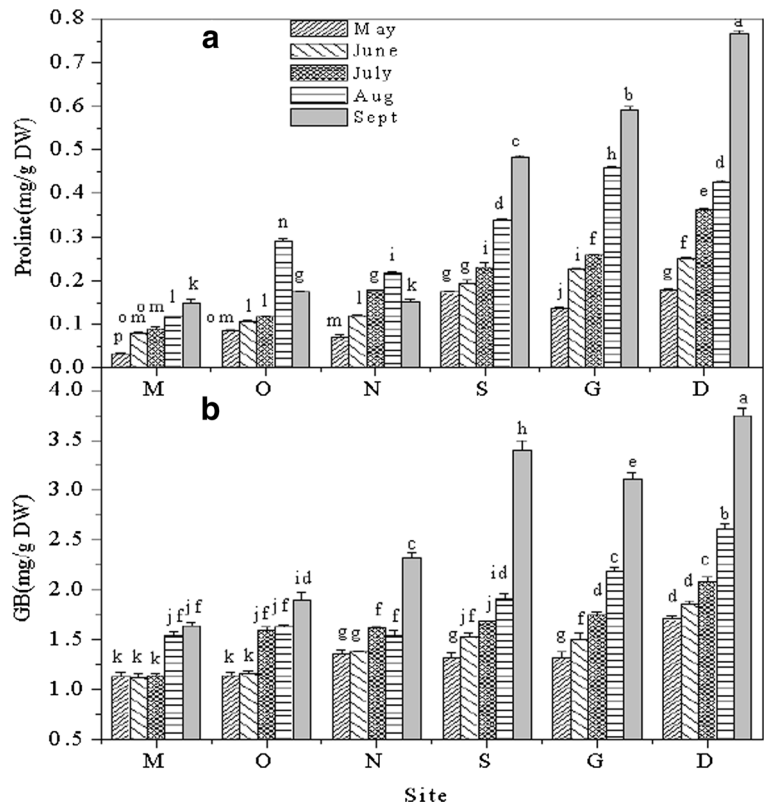 a
May
June
July
Aug
Sept
Proline(mg/g DW)
0.8
0.7
0.6
0.5
0.4
0.3
0.2
0.1
0.0
p om om l k
om l l n g
m l g i k
g g i d c
j i f h b
g f e d a
M O N S G D
b
GB(mg/g DW)
4.0
3.5
3.0
2.5
2.0
1.5
1.0
0.5
k k k jf jf
k k jf jf id
g g f f c
g jf j id h
g f d c e
d d c b a
M O N S G D
Site